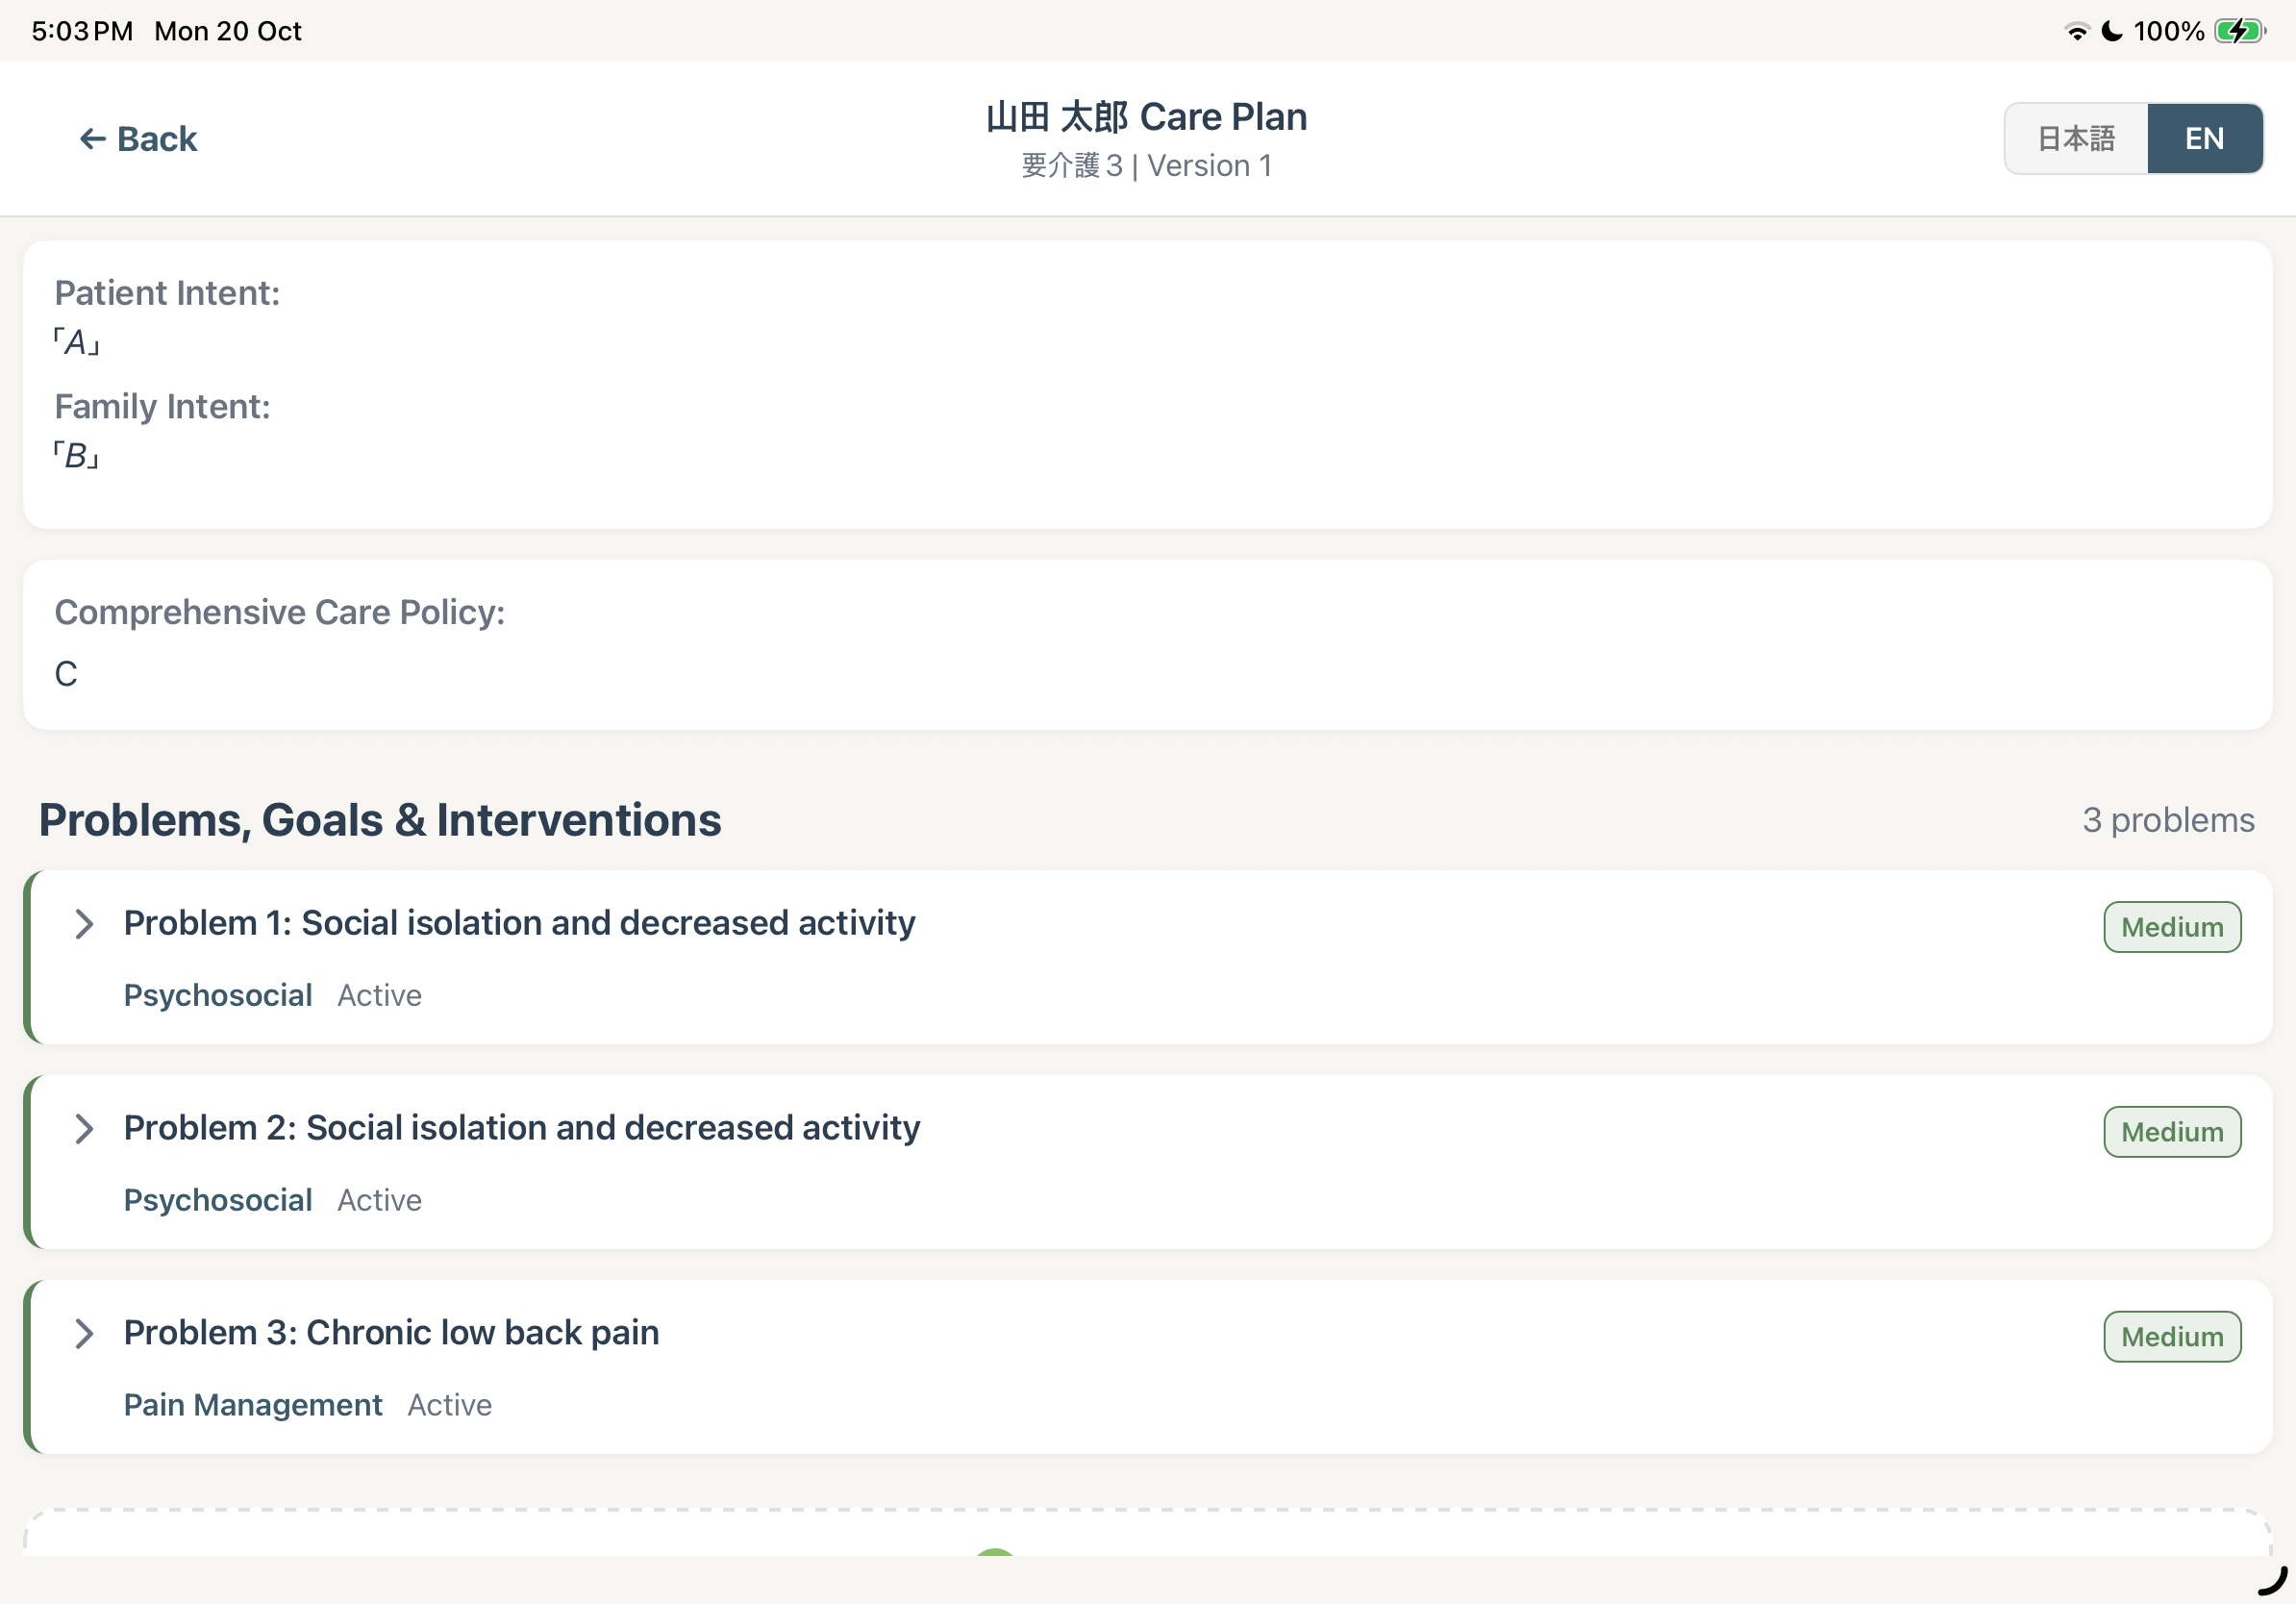 5:03 PM Mon 20 Oct
100%
← Back
山田 太郎 Care Plan
要介護3 | Version 1
日本語
EN
Patient Intent:
「A」
Family Intent:
「B」
Comprehensive Care Policy:
C
Problems, Goals & Interventions
3 problems
Problem 1: Social isolation and decreased activity
Medium
Psychosocial Active
Problem 2: Social isolation and decreased activity
Medium
Psychosocial Active
Problem 3: Chronic low back pain
Medium
Pain Management Active